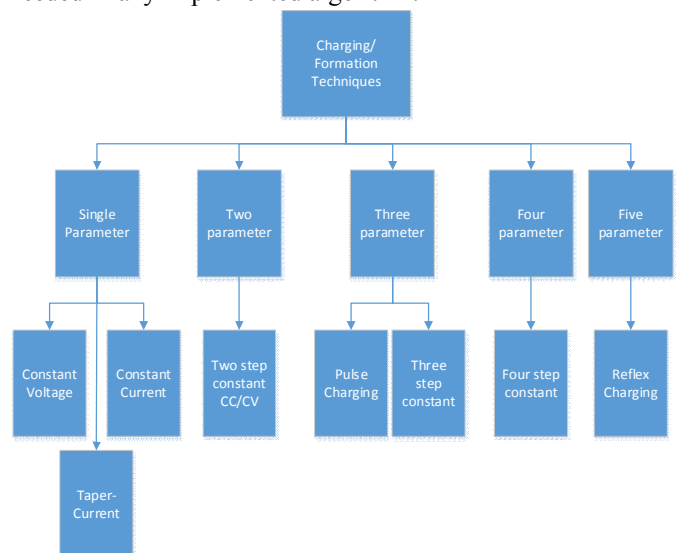 Charging/
Formation
Techniques
Single
Parameter
Two
parameter
Three
parameter
Four
parameter
Five
parameter
Constant
Voltage
Constant
Current
Two step
constant
CC/CV
Pulse
Charging
Three
step
constant
Four step
constant
Reflex
Charging
Taper-
Current